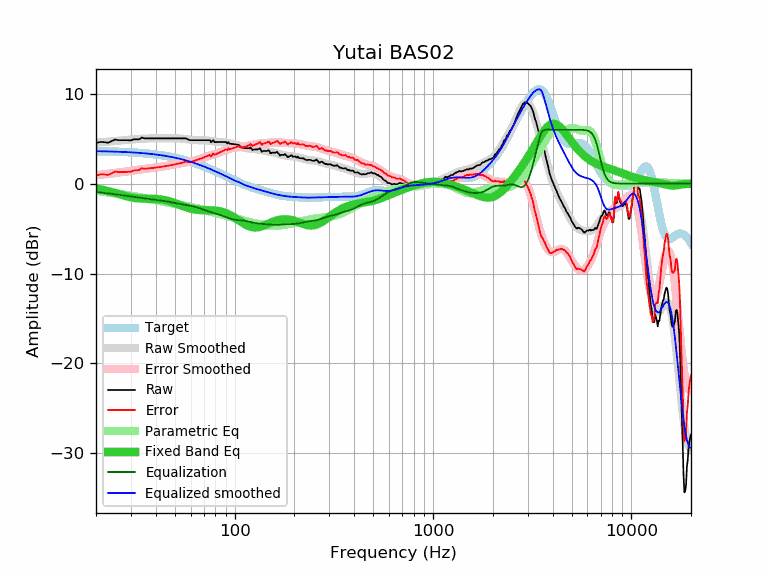 Yutai BAS02
10
0
−10
−20
−30
Amplitude (dBr)
Target
Raw Smoothed
Error Smoothed
Raw
Error
Parametric Eq
Fixed Band Eq
Equalization
Equalized smoothed
100
1000
10000
Frequency (Hz)